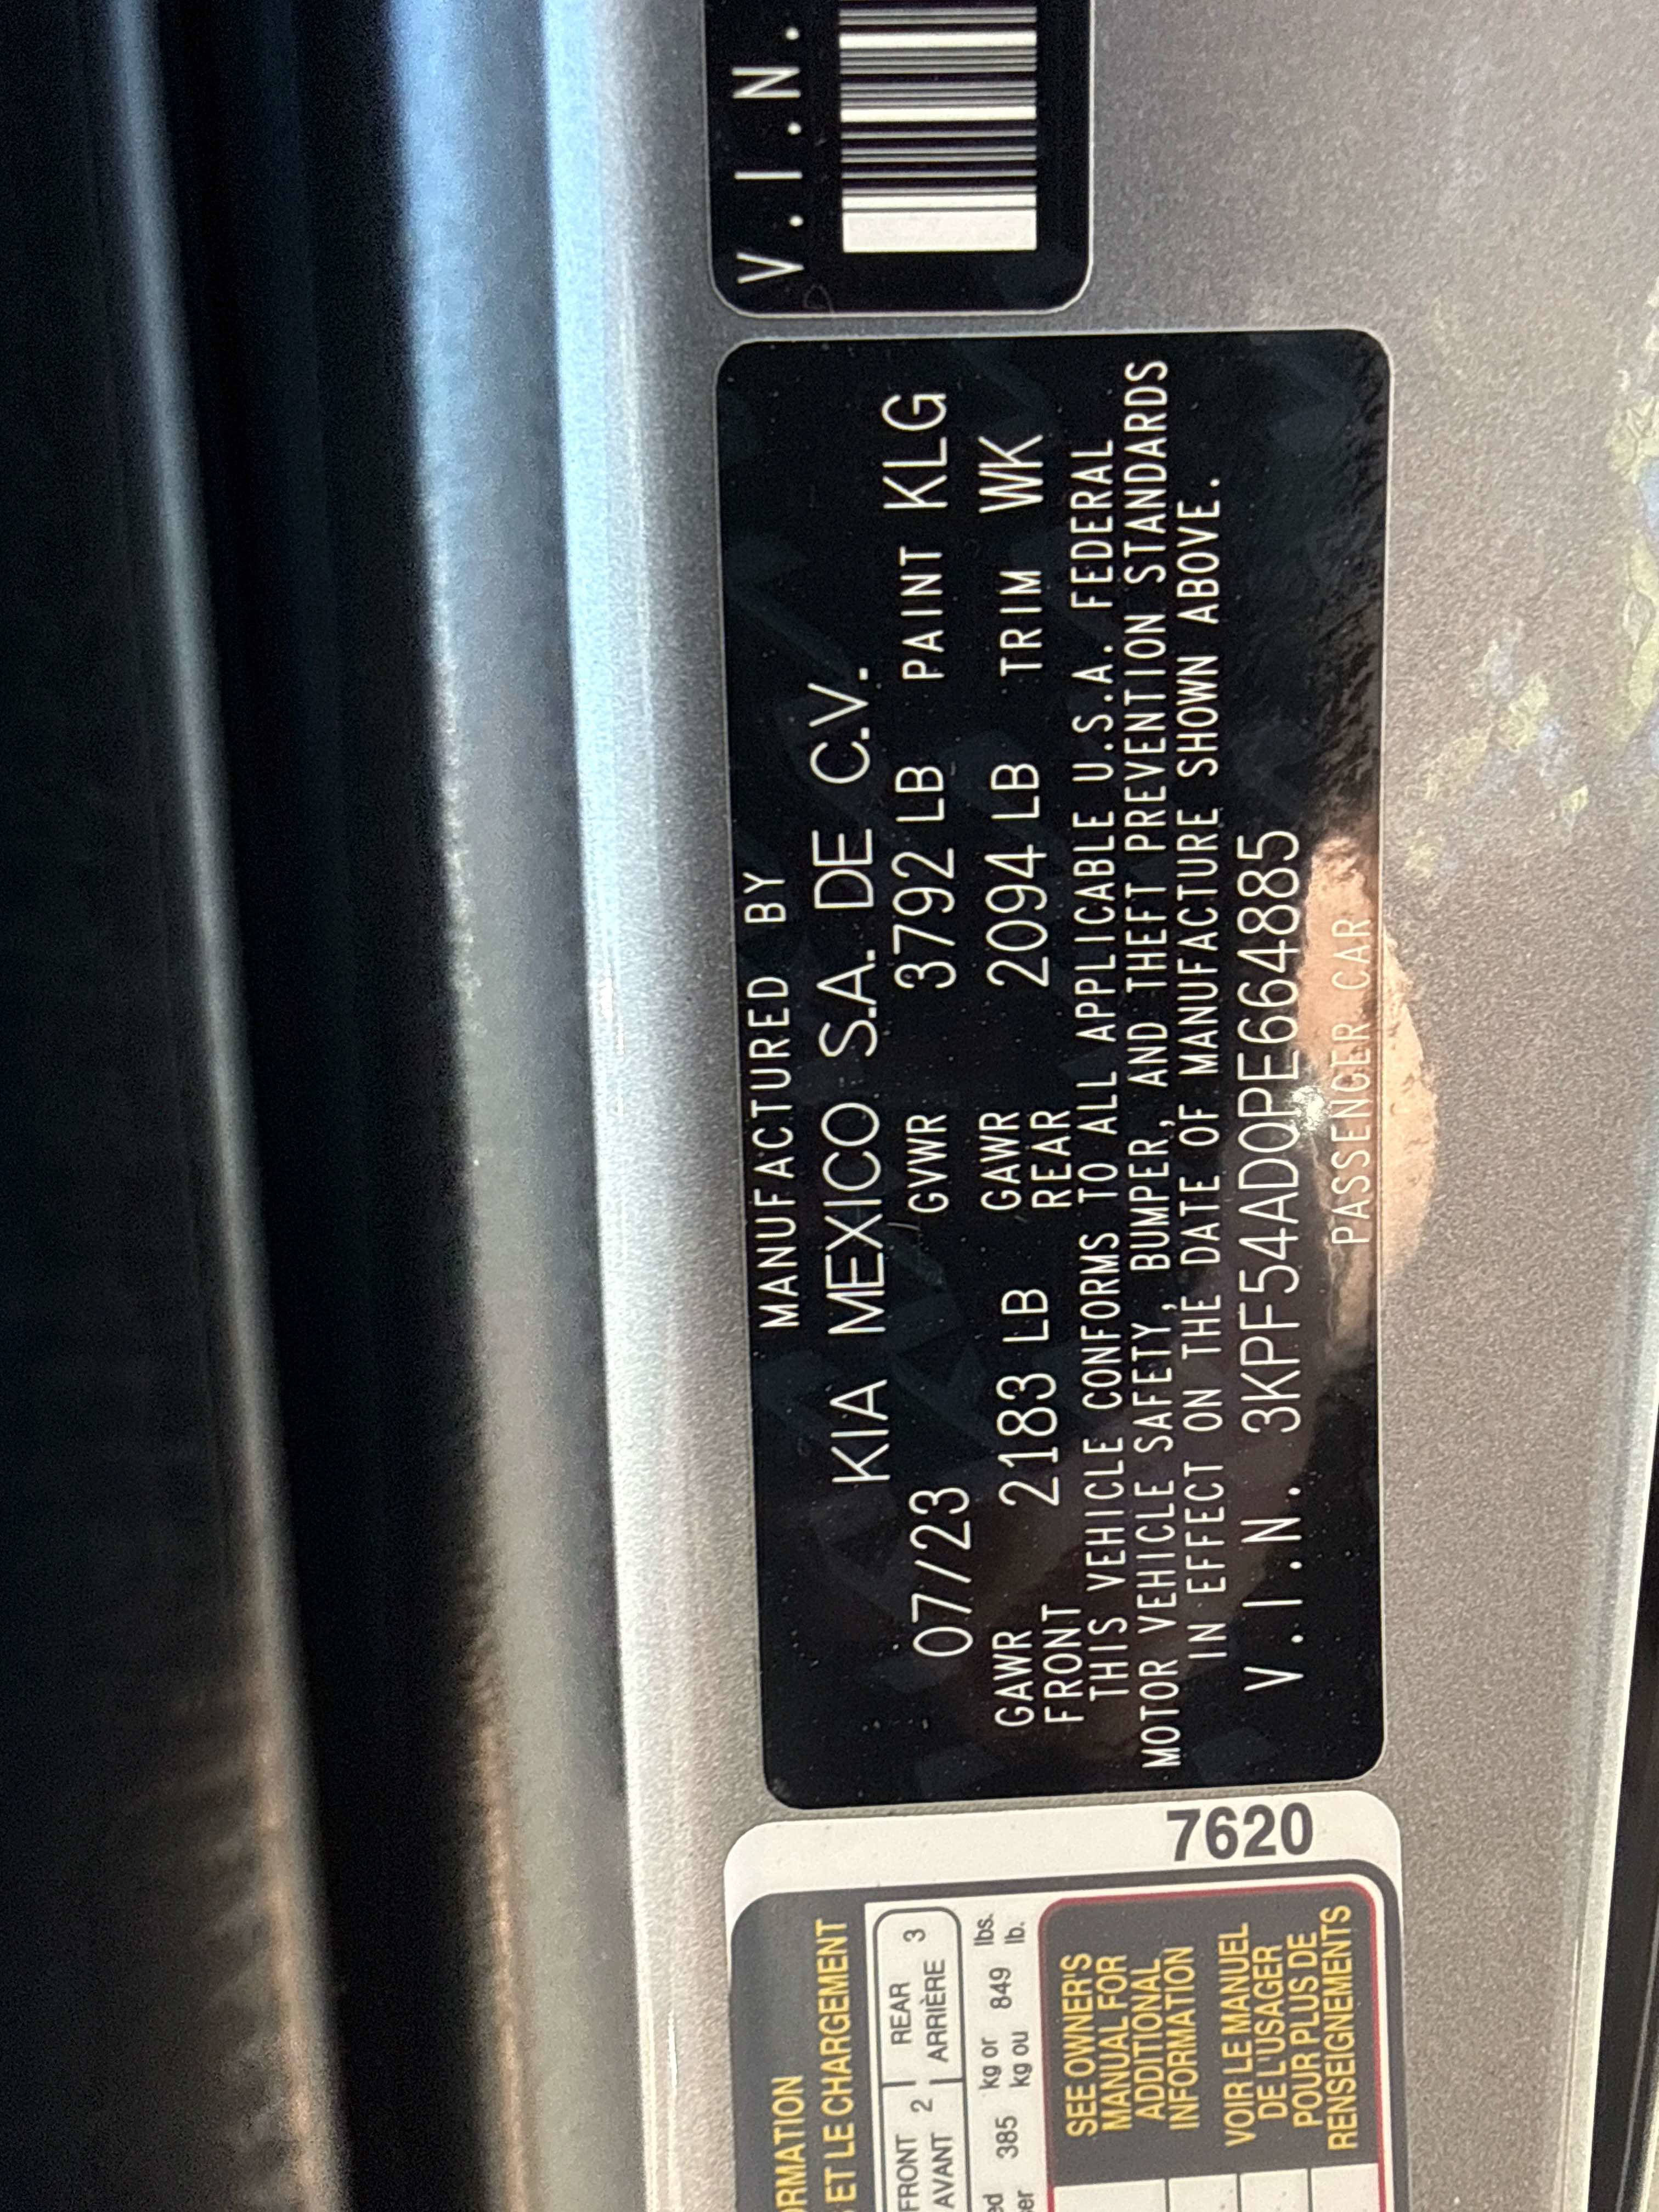 MANUFACTURED BY
KIA MEXICO S.A. DE C.V.
07/23 GVWR 3792 LB PAINT KLG
GAWR FRONT 2183 LB GAWR REAR 2094 LB TRIM WK
THIS VEHICLE CONFORMS TO ALL APPLICABLE U.S.A. FEDERAL
MOTOR VEHICLE SAFETY, BUMPER, AND THEFT PREVENTION STANDARDS
IN EFFECT ON THE DATE OF MANUFACTURE SHOWN ABOVE.
V.I.N. 3KPF54AD0PE664885
PASSENGER CAR
V.I.N.
7620
ET LE CHARGEMENT
FRONT 2 REAR 3
AVANT ARRIÈRE
385 kg or 849 lbs.
kg ou lb.
SEE OWNER'S
MANUAL FOR
ADDITIONAL
INFORMATION
VOIR LE MANUEL
DE L'USAGER
POUR PLUS DE
RENSEIGNEMENTS